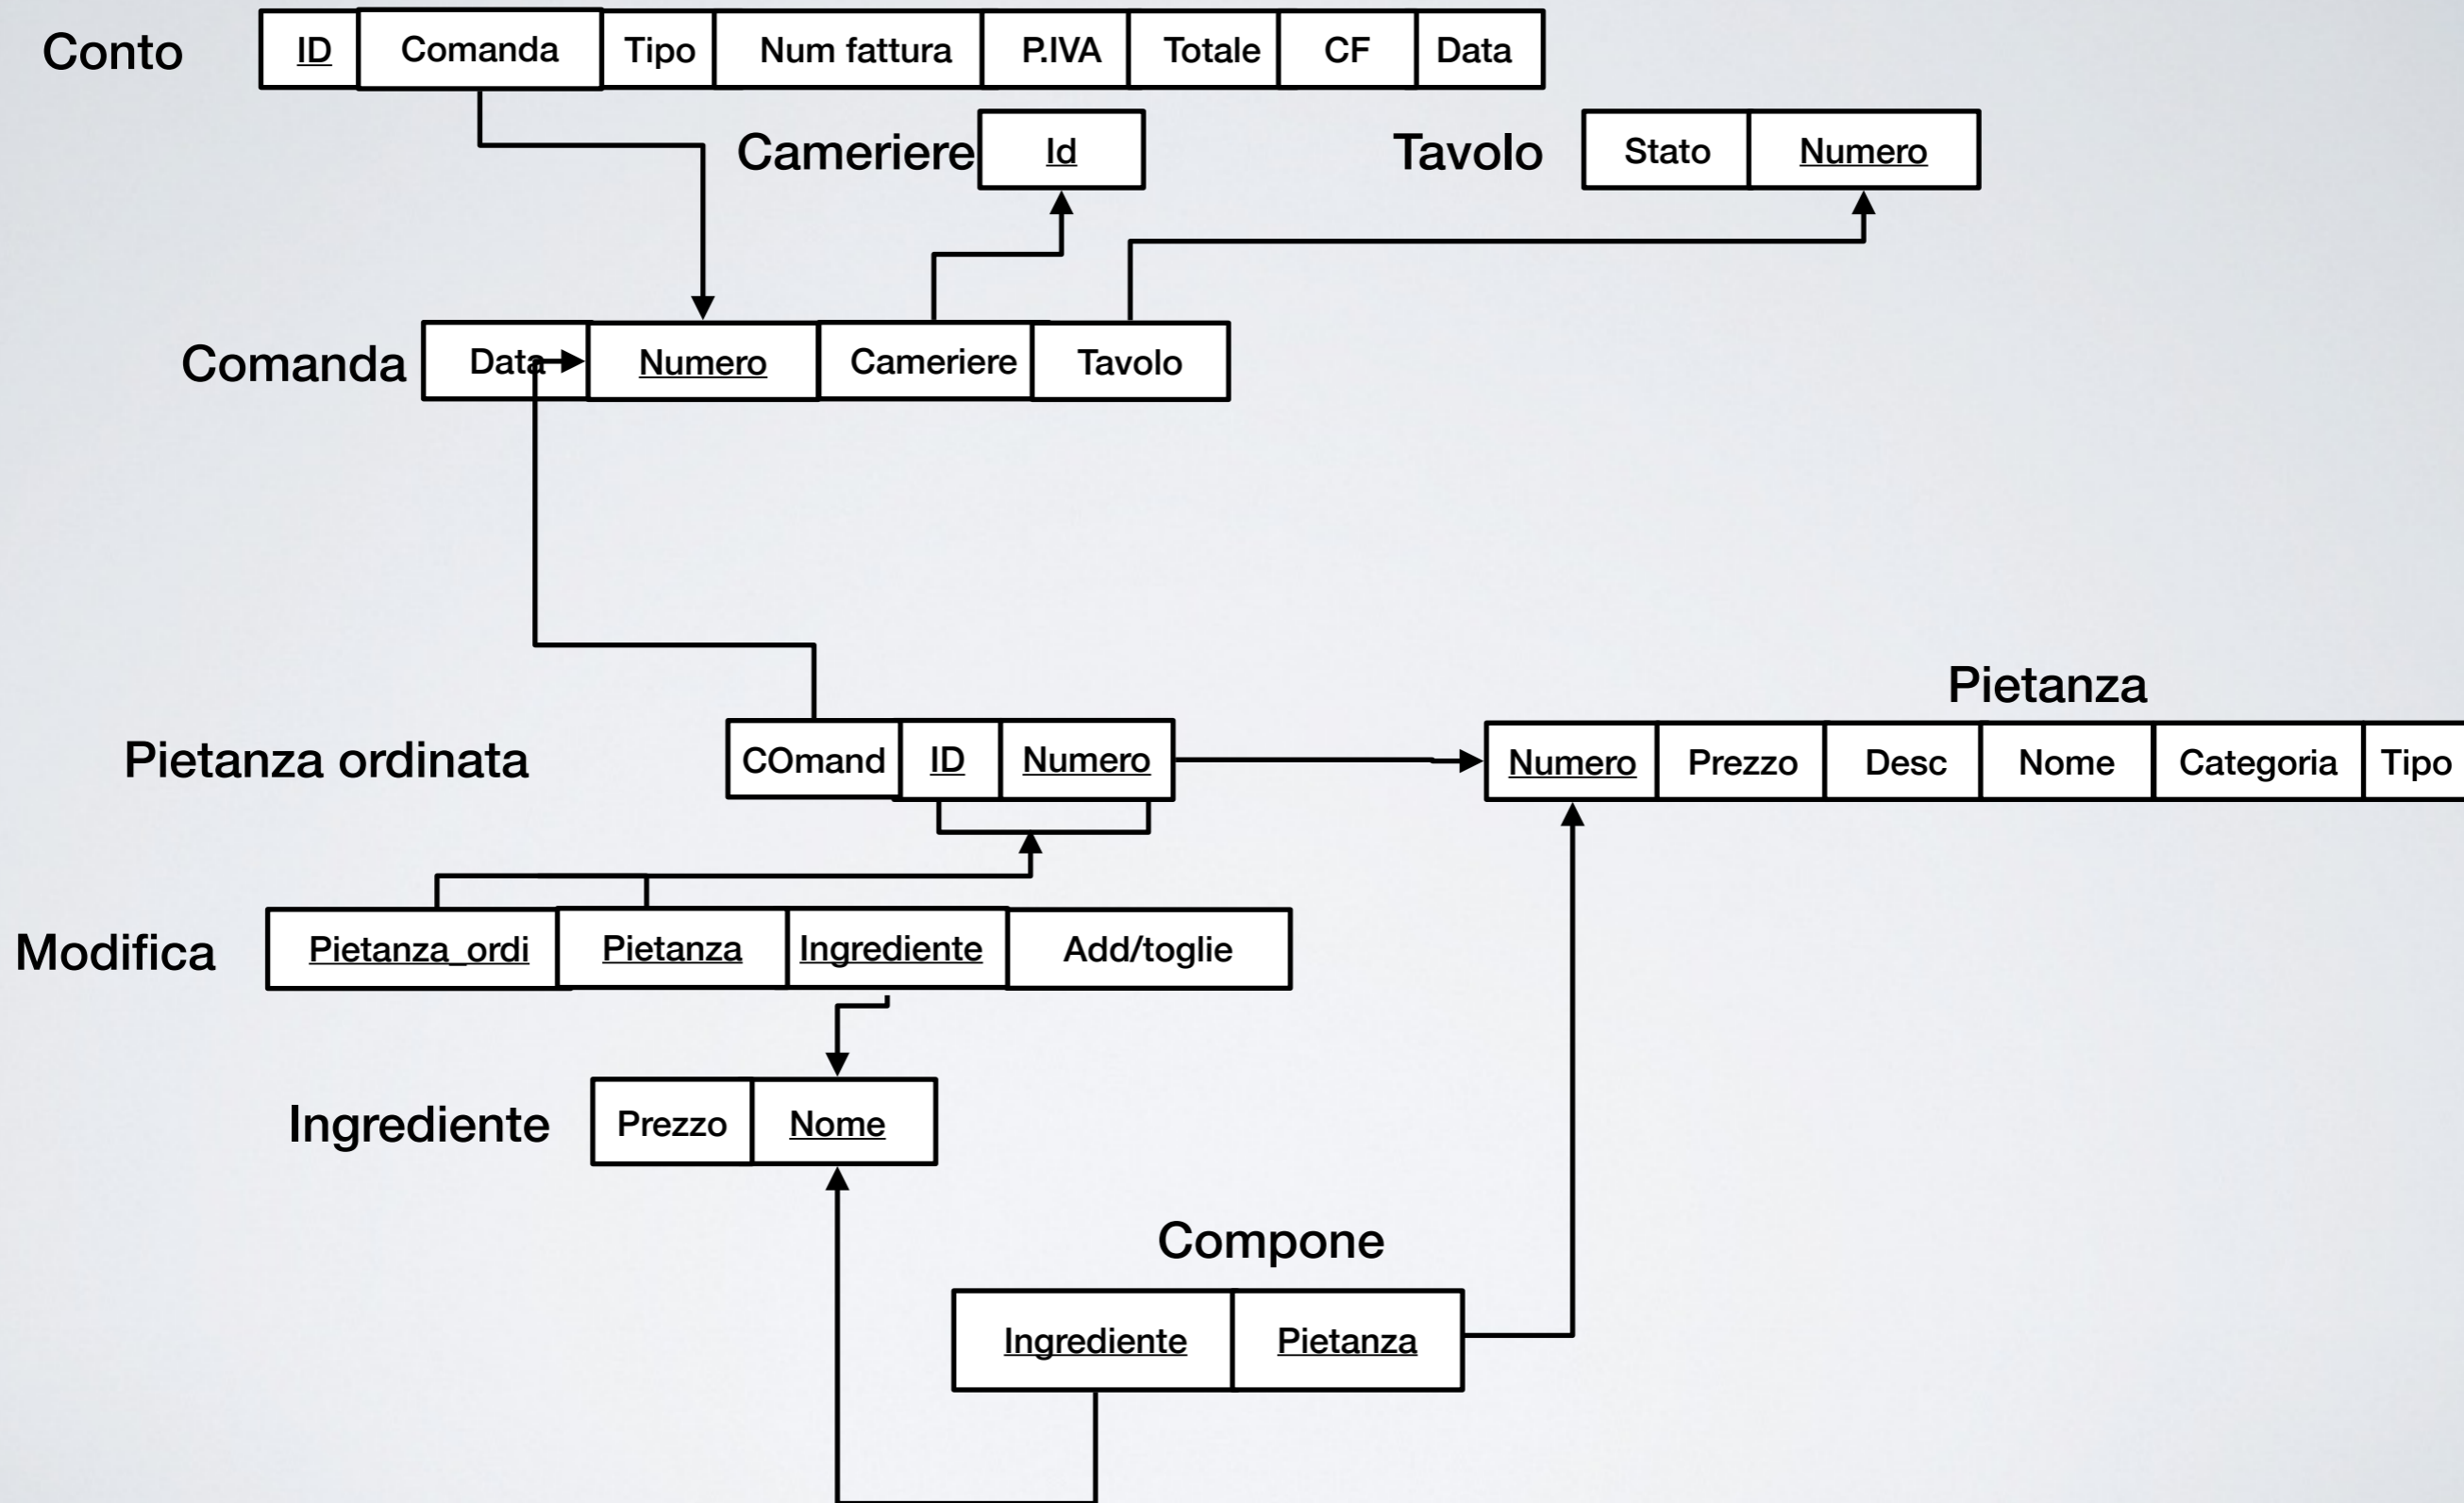 Conto ID Comanda Tipo Num fattura P.IVA Totale CF Data
Cameriere Id Tavolo Stato Numero
Comanda Data Numero Cameriere Tavolo
Pietanza
Pietanza ordinata COmand ID Numero Numero Prezzo Desc Nome Categoria Tipo
Modifica Pietanza_ordi Pietanza Ingrediente Add/toglie
Ingrediente Prezzo Nome
Compone
Ingrediente Pietanza